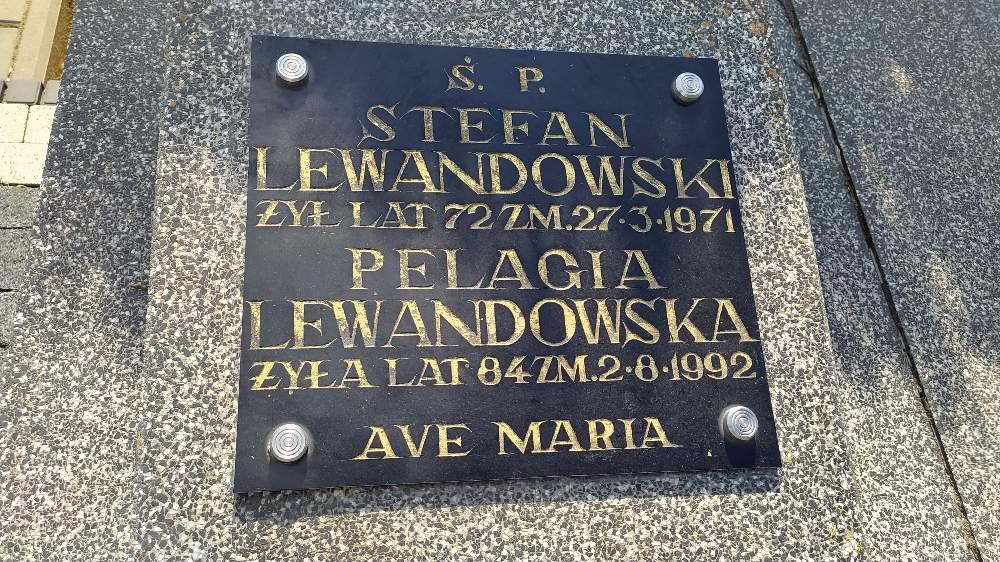 Ś. P.
STEFAN
LEWANDOWSKI
ŻYŁ LAT 72 ZM. 27·3·1971
PELAGIA
LEWANDOWSKA
ŻYŁA LAT 84 ZM. 2·8·1992
AVE MARIA